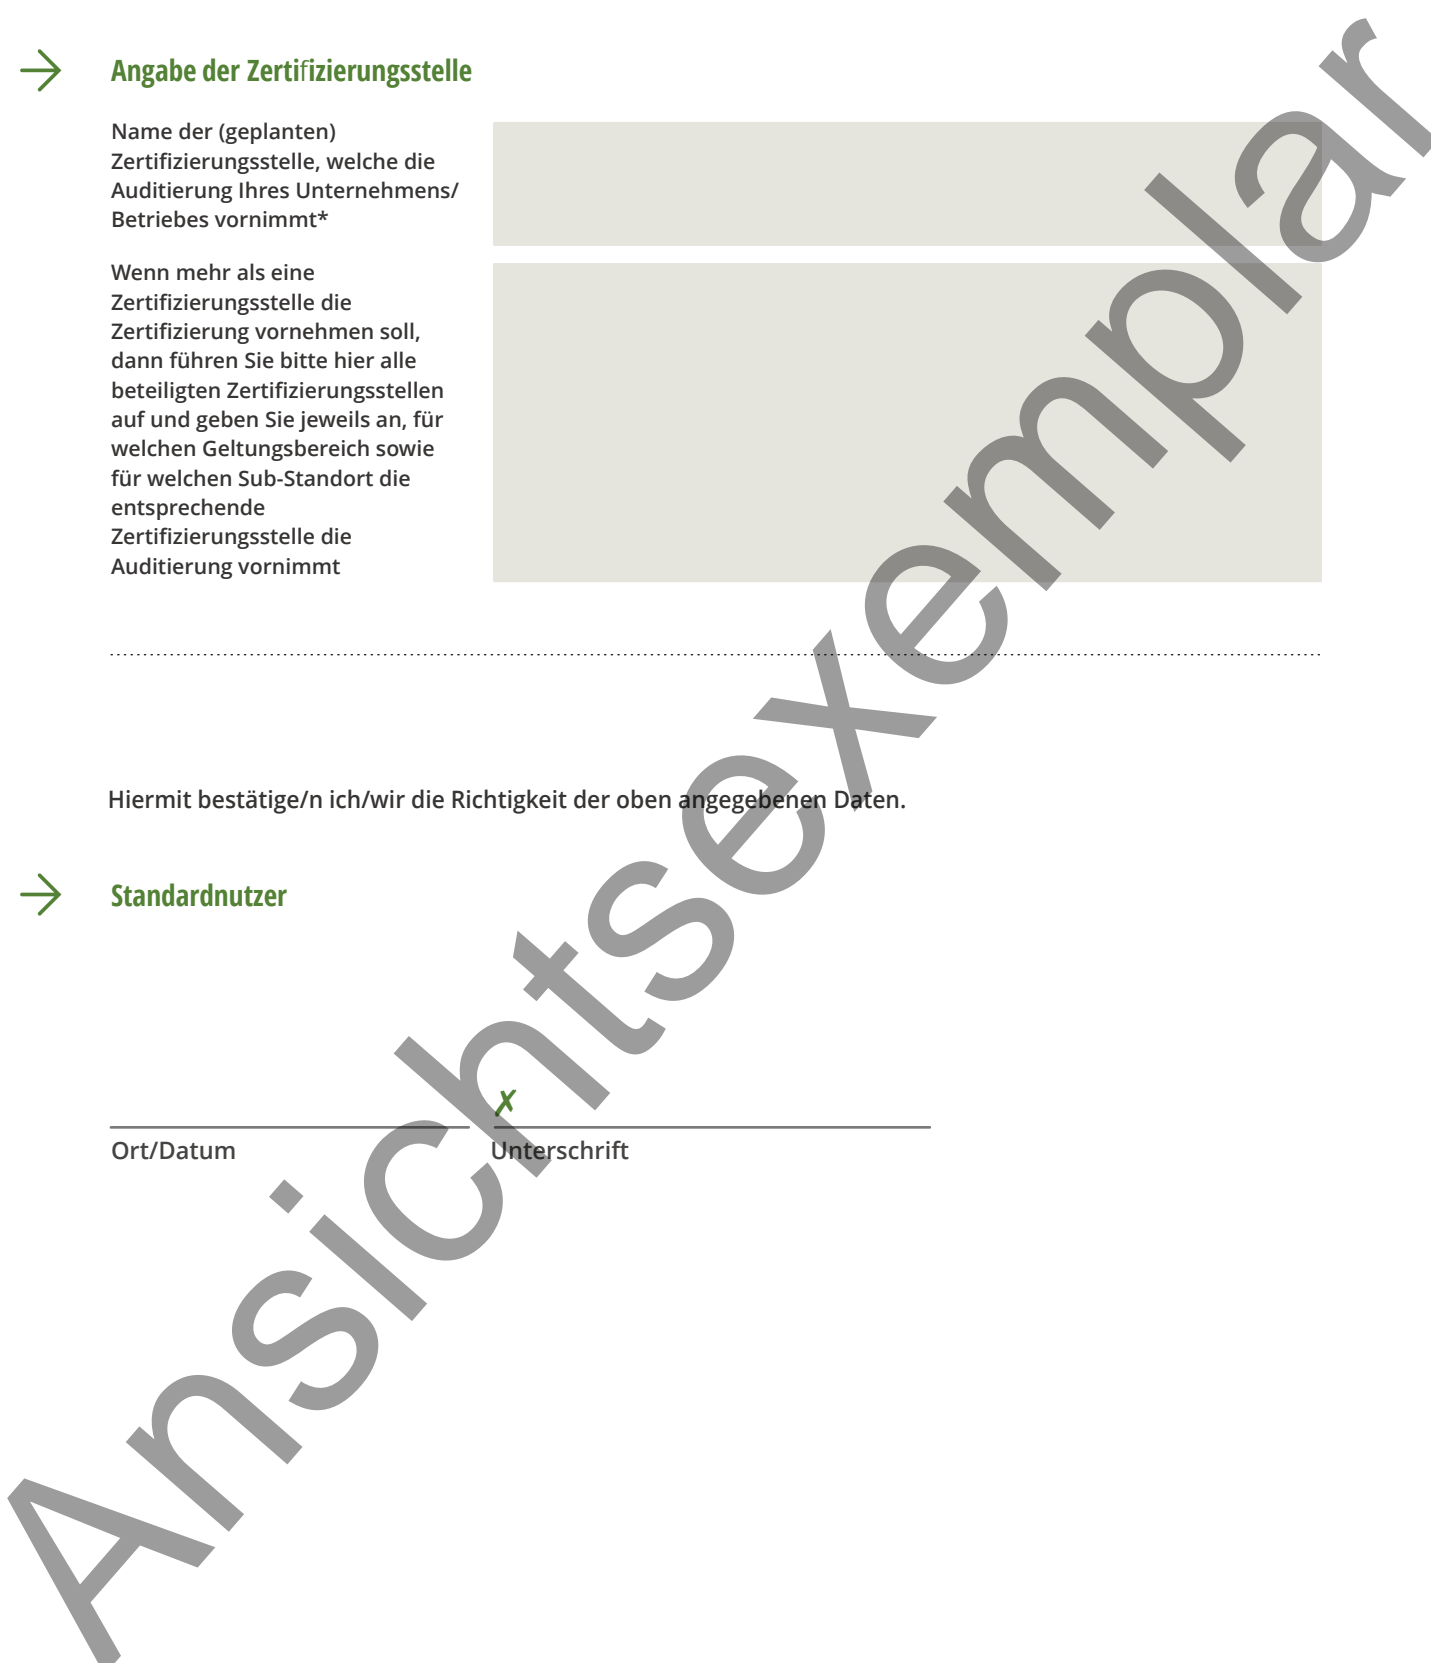 Angabe der Zertifizierungsstelle
Name der (geplanten)
Zertifizierungsstelle, welche die
Auditierung Ihres Unternehmens/
Betriebes vornimmt*
Wenn mehr als eine
Zertifizierungsstelle die
Zertifizierung vornehmen soll,
dann führen Sie bitte hier alle
beteiligten Zertifizierungsstellen
auf und geben Sie jeweils an, für
welchen Geltungsbereich sowie
für welchen Sub-Standort die
entsprechende
Zertifizierungsstelle die
Auditierung vornimmt
Hiermit bestätige/n ich/wir die Richtigkeit der oben angegebenen Daten.
Standardnutzer
✗
Ort/Datum Unterschrift
Ansichtsexemplar